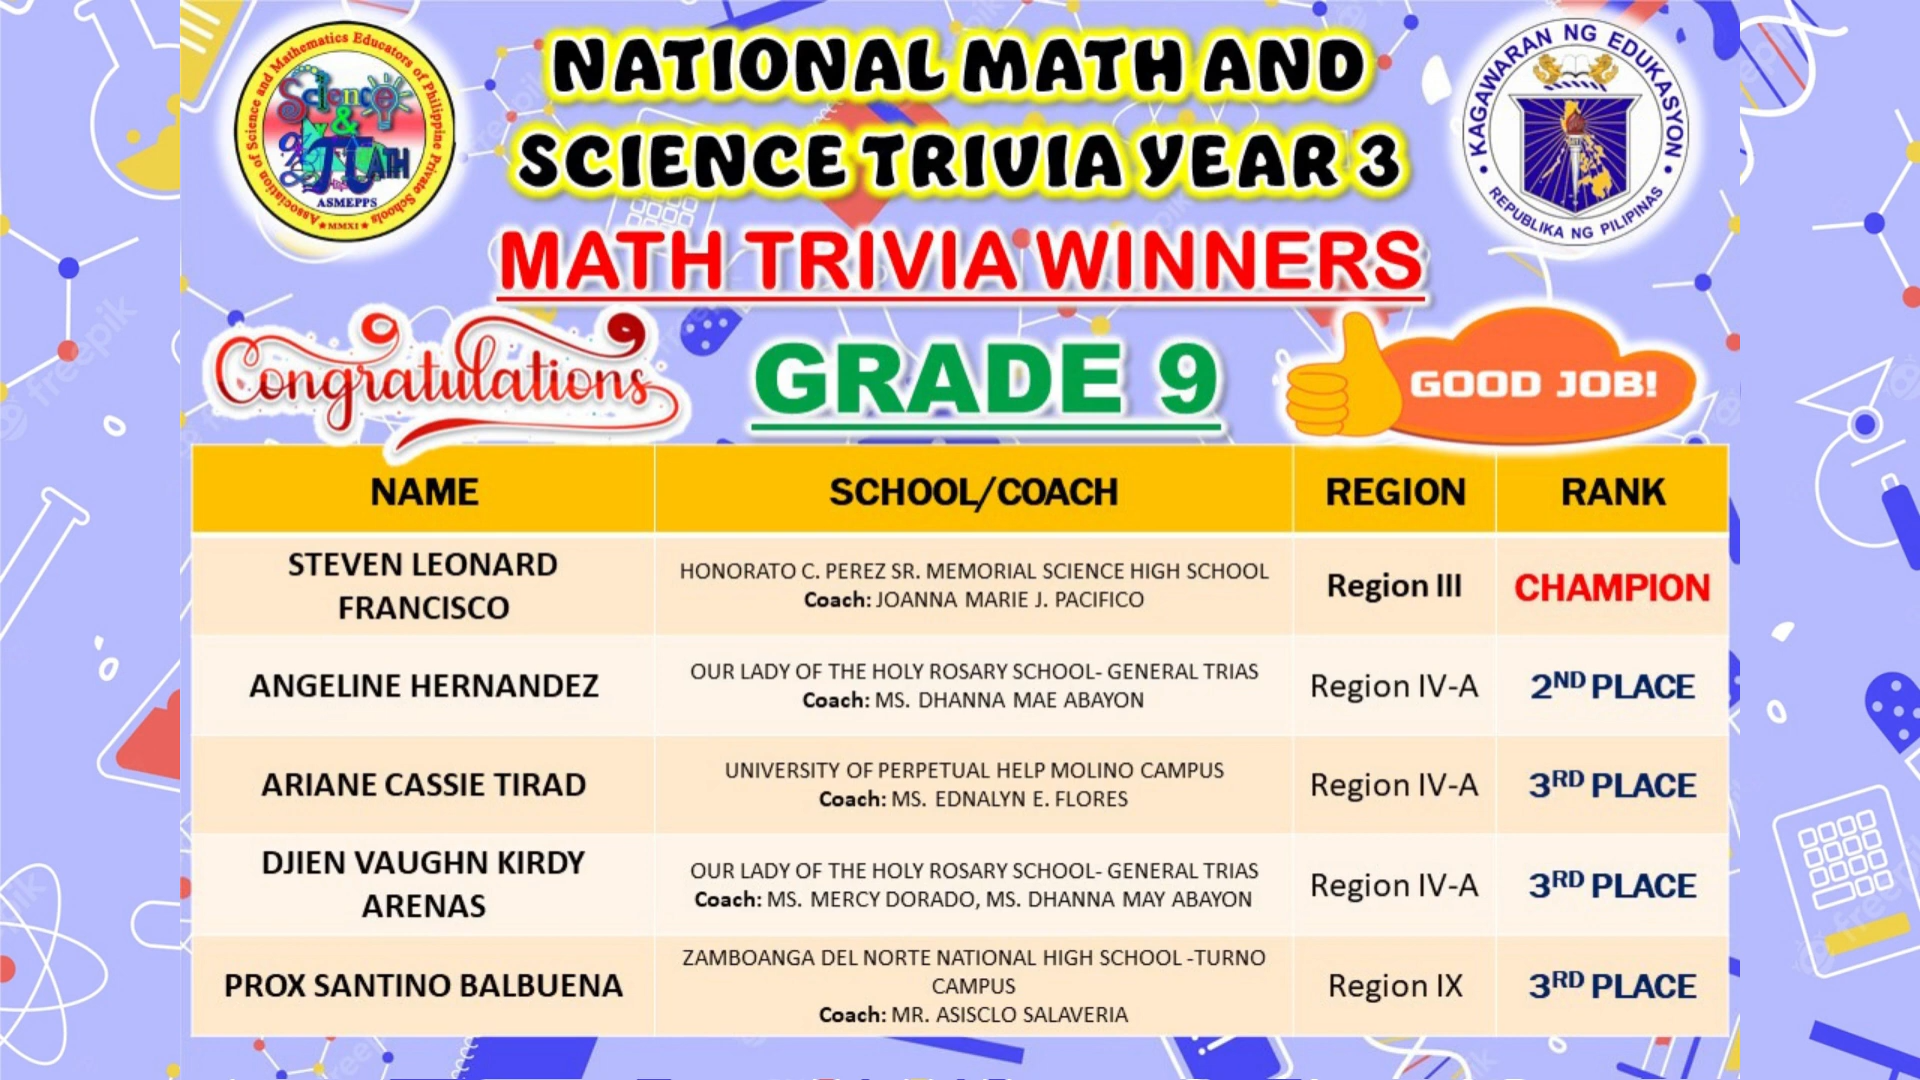 Association of Science and Mathematics Educators of Philippine Private Schools
Science
&
MATH
ASMEPPS
★ MMXI ★
NATIONAL MATH AND
SCIENCE TRIVIA YEAR 3
KAGAWARAN NG EDUKASYON
REPUBLIKA NG PILIPINAS
MATH TRIVIA WINNERS
Congratulations
GRADE 9
GOOD JOB!
NAME SCHOOL/COACH REGION RANK
STEVEN LEONARD
FRANCISCO
HONORATO C. PEREZ SR. MEMORIAL SCIENCE HIGH SCHOOL
Coach: JOANNA MARIE J. PACIFICO
Region III
CHAMPION
ANGELINE HERNANDEZ
OUR LADY OF THE HOLY ROSARY SCHOOL- GENERAL TRIAS
Coach: MS. DHANNA MAE ABAYON
Region IV-A
2ND PLACE
ARIANE CASSIE TIRAD
UNIVERSITY OF PERPETUAL HELP MOLINO CAMPUS
Coach: MS. EDNALYN E. FLORES
Region IV-A
3RD PLACE
DJIEN VAUGHN KIRDY
ARENAS
OUR LADY OF THE HOLY ROSARY SCHOOL- GENERAL TRIAS
Coach: MS. MERCY DORADO, MS. DHANNA MAY ABAYON
Region IV-A
3RD PLACE
PROX SANTINO BALBUENA
ZAMBOANGA DEL NORTE NATIONAL HIGH SCHOOL -TURNO
CAMPUS
Coach: MR. ASISCLO SALAVERIA
Region IX
3RD PLACE
freepik
freepik